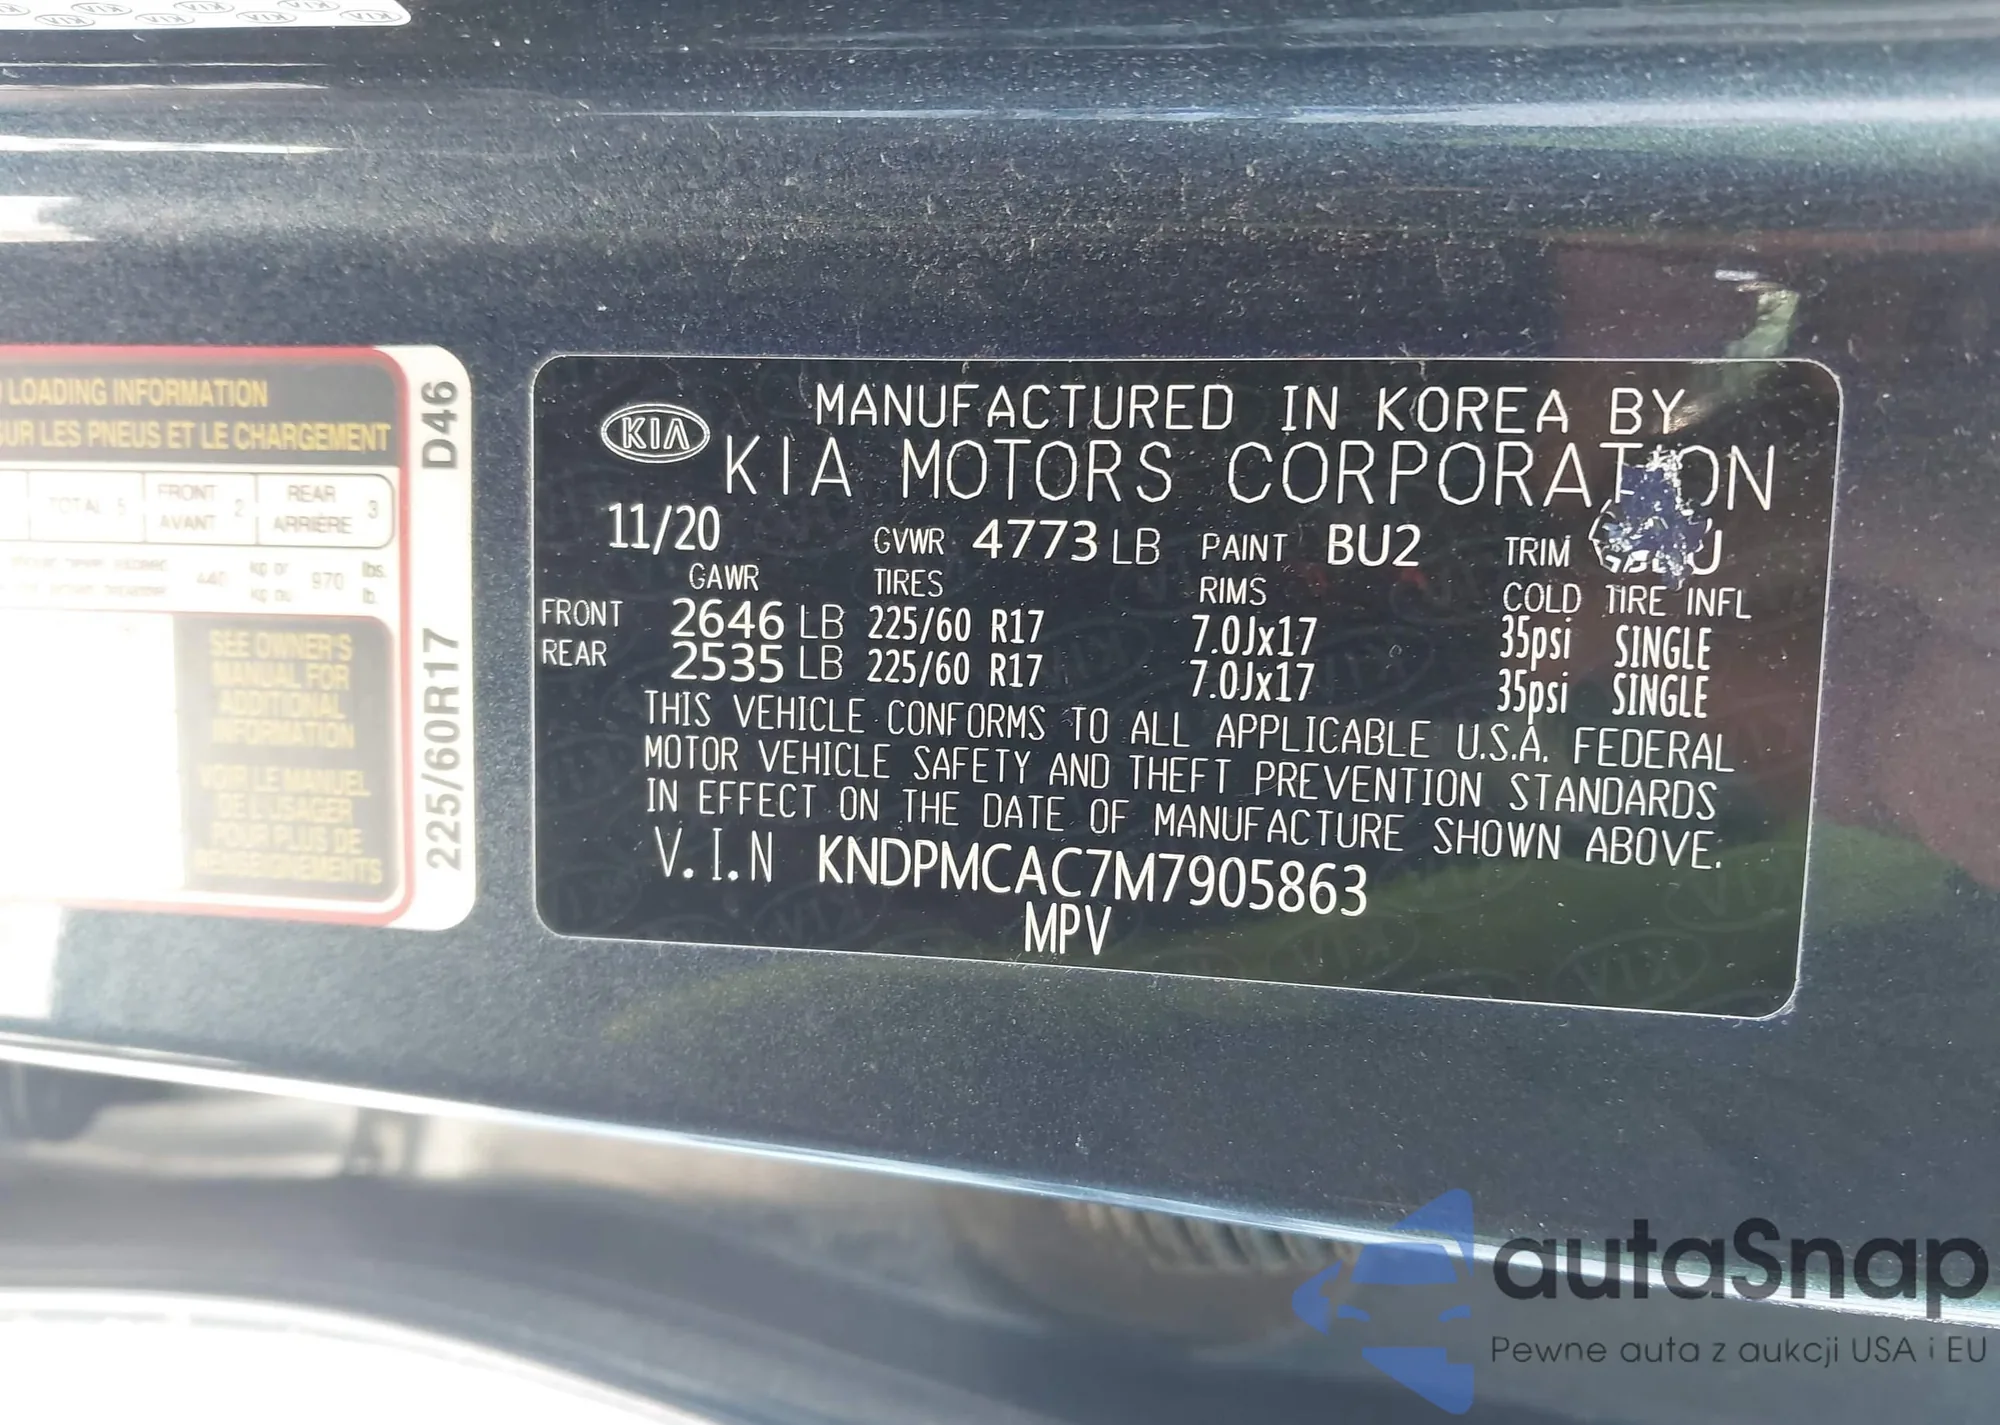 LOADING INFORMATION
SUR LES PNEUS ET LE CHARGEMENT
TOTAL 5 FRONT AVANT 2 REAR ARRIÈRE 3
440 kg or 970 lbs.
SEE OWNER'S
MANUAL FOR
ADDITIONAL
INFORMATION
VOIR LE MANUEL
DE L'USAGER
POUR PLUS DE
RENSEIGNEMENTS
D46
225/60R17
KIA
MANUFACTURED IN KOREA BY
KIA MOTORS CORPORATION
11/20 GVWR 4773 LB PAINT BU2 TRIM
GAWR TIRES RIMS COLD TIRE INFL
FRONT 2646 LB 225/60 R17 7.0Jx17 35psi SINGLE
REAR 2535 LB 225/60 R17 7.0Jx17 35psi SINGLE
THIS VEHICLE CONFORMS TO ALL APPLICABLE U.S.A. FEDERAL
MOTOR VEHICLE SAFETY AND THEFT PREVENTION STANDARDS
IN EFFECT ON THE DATE OF MANUFACTURE SHOWN ABOVE.
V.I.N KNDPMCAC7M7905863
MPV
autaSnap
Pewne auta z aukcji USA i EU